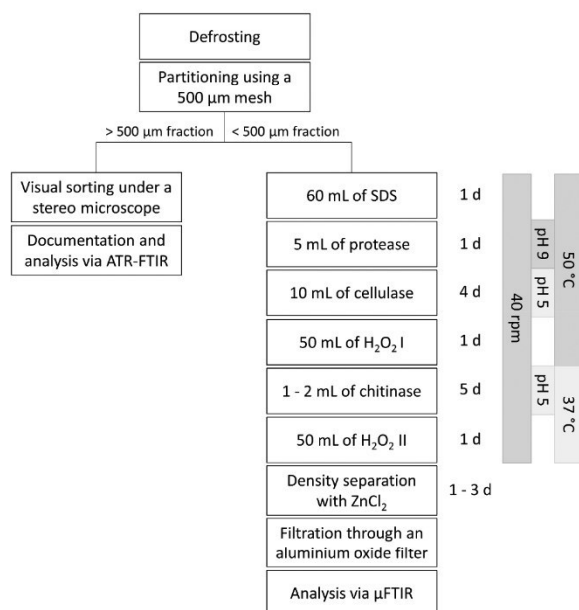 Defrosting
Partitioning using a
500 µm mesh
> 500 µm fraction
< 500 µm fraction
Visual sorting under a
stereo microscope
Documentation and
analysis via ATR-FTIR
60 mL of SDS
1 d
5 mL of protease
1 d
10 mL of cellulase
4 d
50 mL of H₂O₂ I
1 d
1 - 2 mL of chitinase
5 d
50 mL of H₂O₂ II
1 d
Density separation
with ZnCl₂
1 - 3 d
Filtration through an
aluminium oxide filter
Analysis via µFTIR
40 rpm
pH 9
pH 5
pH 5
50 °C
37 °C